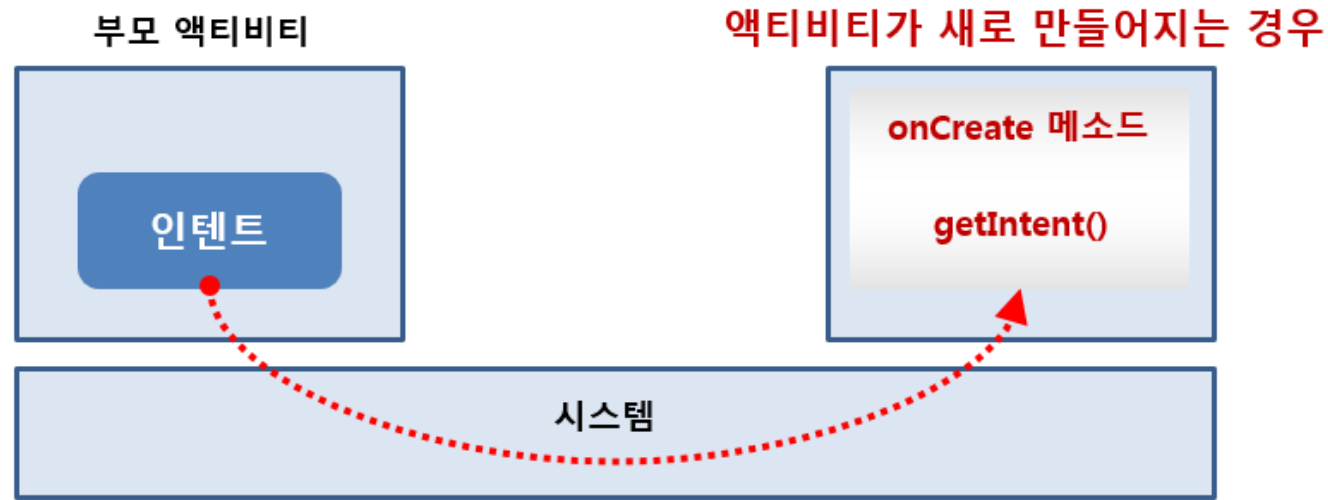 부모 액티비티
액티비티가 새로 만들어지는 경우
인텐트
onCreate 메소드
getIntent()
시스템